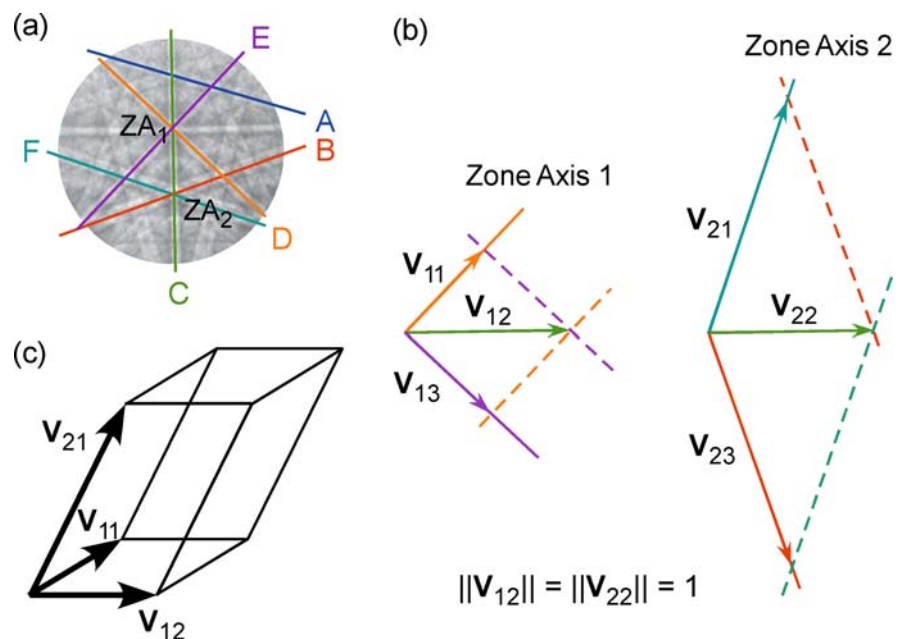 (a)
E
A
ZA₁
B
F
ZA₂
D
C
(b)
Zone Axis 2
Zone Axis 1
V₂₁
V₁₁
V₁₂
V₂₂
V₁₃
V₂₃
||V₁₂|| = ||V₂₂|| = 1
(c)
V₂₁
V₁₁
V₁₂